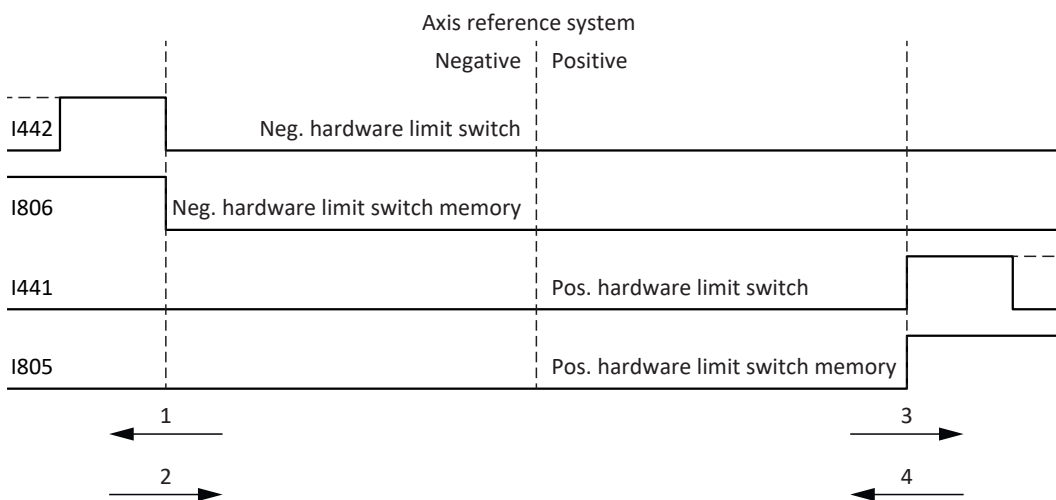 Axis reference system
Negative Positive
I442 Neg. hardware limit switch
I806 Neg. hardware limit switch memory
I441 Pos. hardware limit switch
I805 Pos. hardware limit switch memory
1 3
2 4